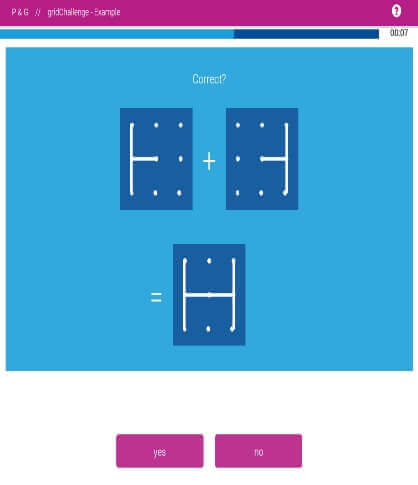 P & G // gridChallenge - Example ?
00:07
Correct?
+
=
yes no